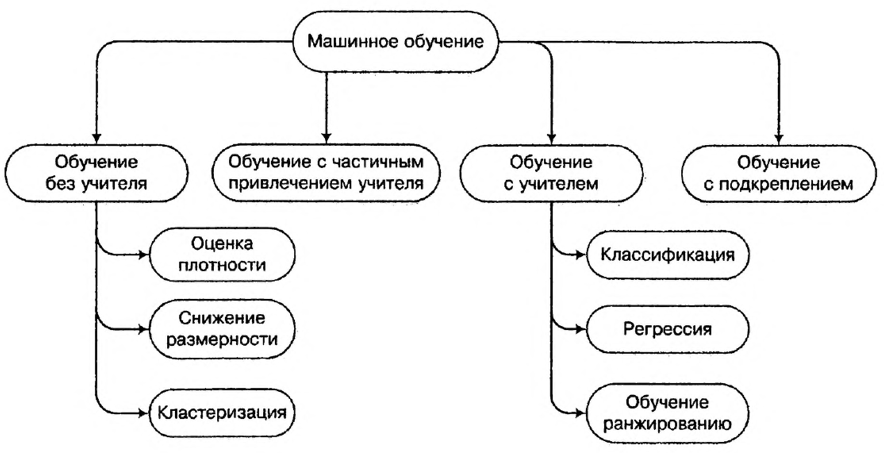 Машинное обучение
Обучение
без учителя
Обучение с частичным
привлечением учителя
Обучение
с учителем
Обучение
с подкреплением
Оценка
плотности
Снижение
размерности
Кластеризация
Классификация
Регрессия
Обучение
ранжированию